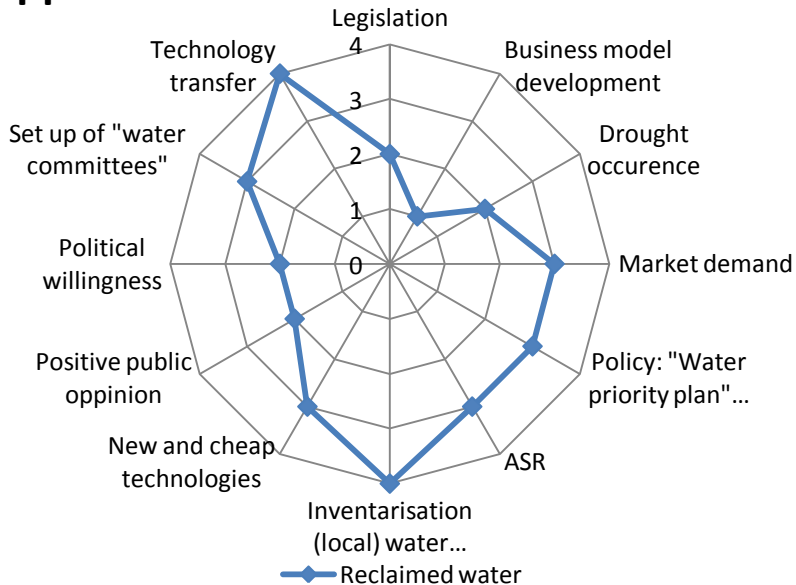 Legislation
4
3
2
1
0
Business model
development
Drought
occurence
Market demand
Policy: "Water
priority plan"...
ASR
Inventarisation
(local) water...
New and cheap
technologies
Positive public
oppinion
Political
willingness
Set up of "water
committees"
Technology
transfer
Reclaimed water